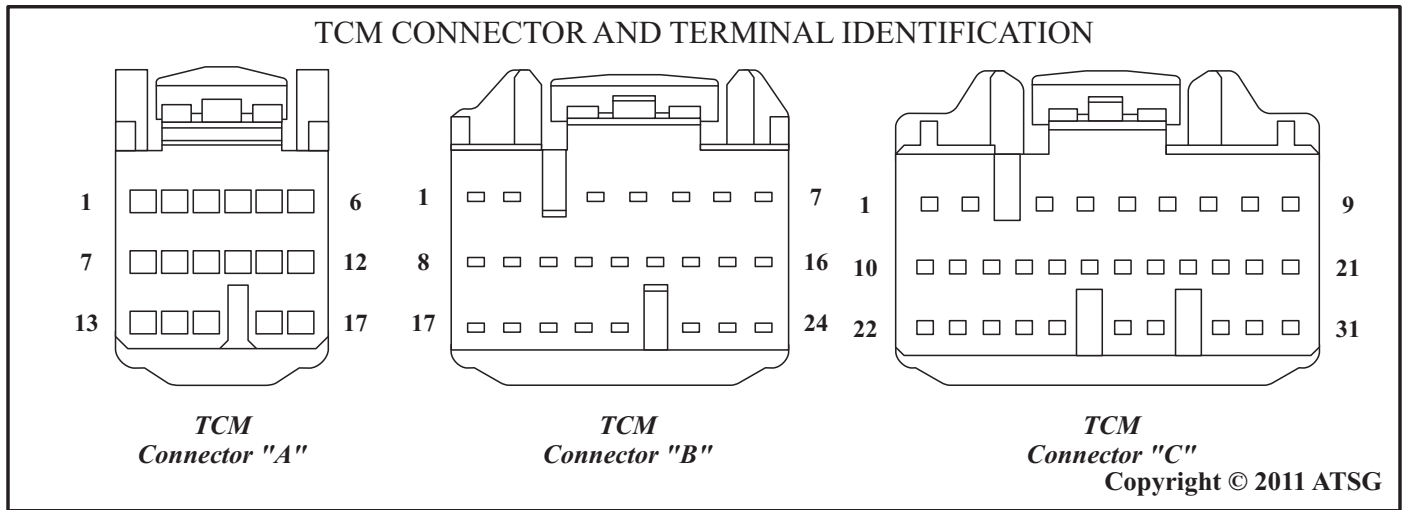 TCM CONNECTOR AND TERMINAL IDENTIFICATION
1 6 1 7 1 9
7 12 8 16 10 21
13 17 17 24 22 31
TCM
Connector "A"
TCM
Connector "B"
TCM
Connector "C"
Copyright © 2011 ATSG